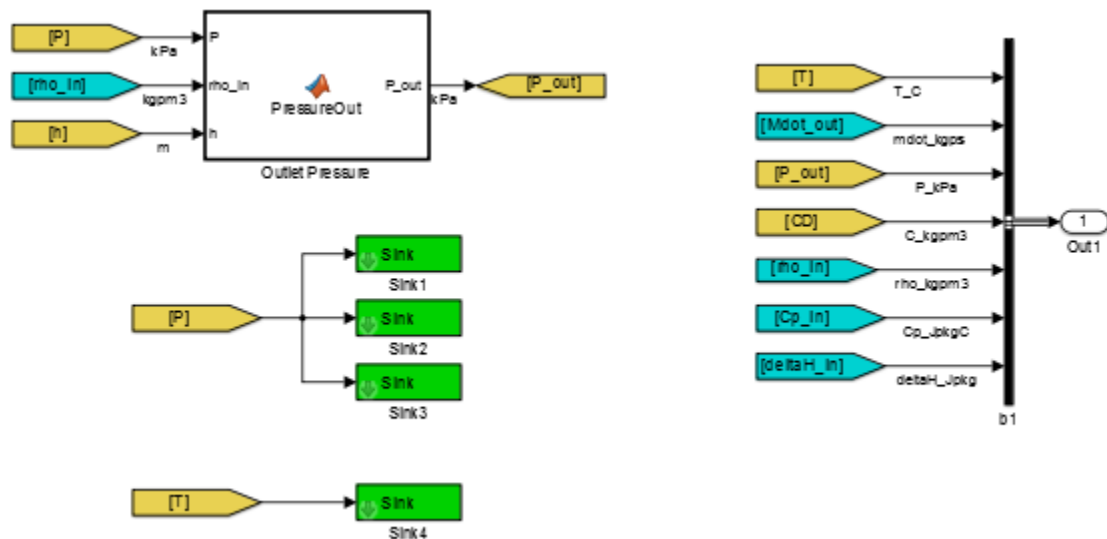 [P]
kPa
P
[rho_In]
kgpm3
rho_In
[h]
m
h
PressureOut
P_out
kPa
[P_out]
Outlet Pressure
[P]
Sink
Sink1
Sink
Sink2
Sink
Sink3
[T]
Sink
Sink4
[T]
T_C
[Mdot_out]
mdot_kgps
[P_out]
P_kPa
[CD]
C_kgpm3
[rho_In]
rho_kgpm3
[Cp_In]
Cp_JpkgC
[deltaH_In]
detaH_Jpkg
b1
1
Out1